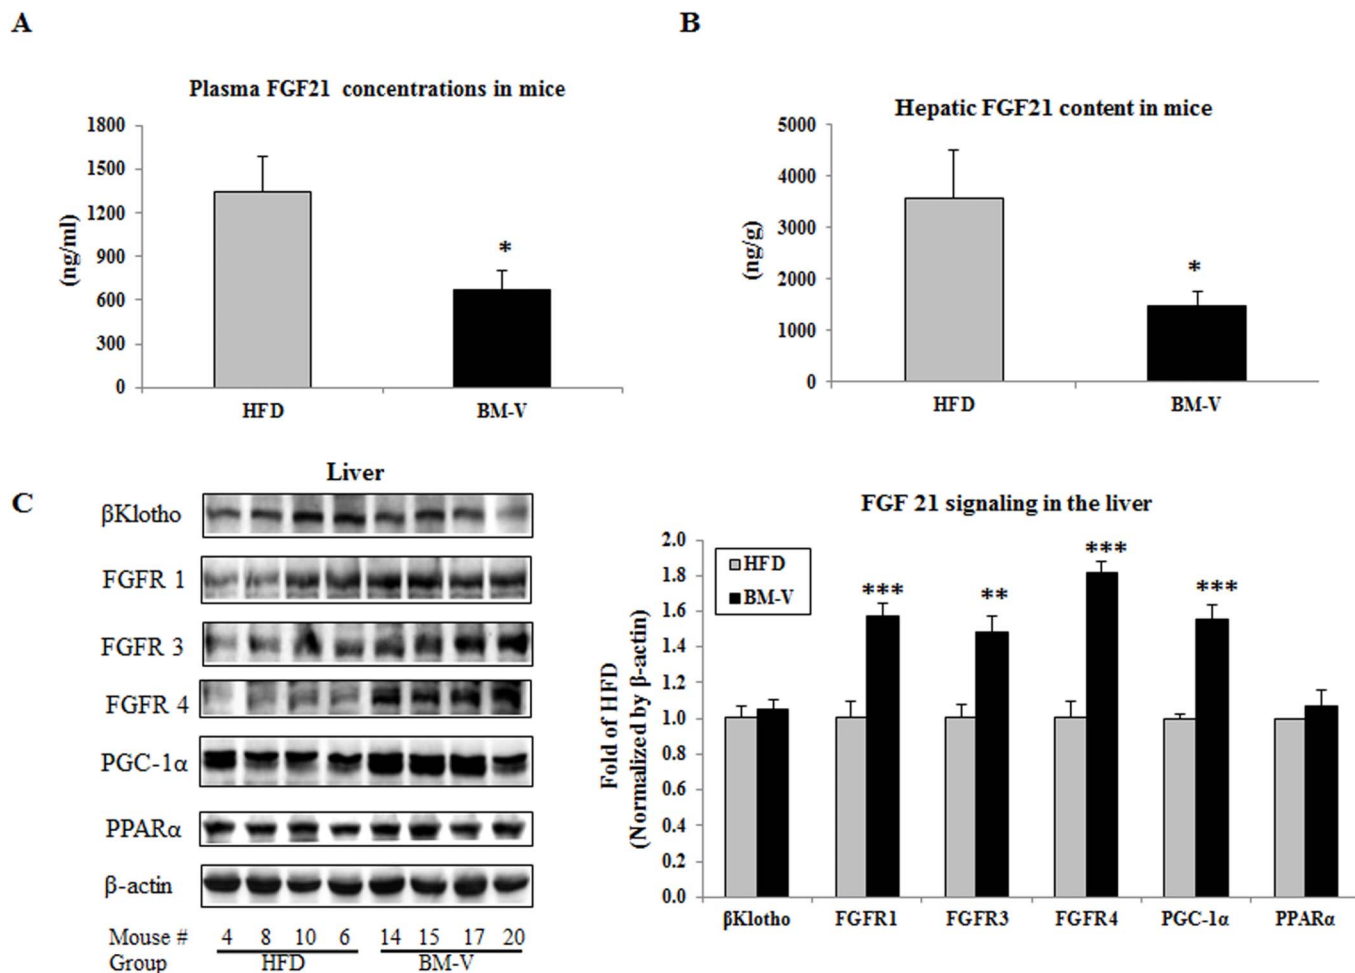 A
B
Plasma FGF21 concentrations in mice
1800
1500
1200
900
600
300
0
(ng/ml)
*
HFD
BM-V
Hepatic FGF21 content in mice
5000
4000
3000
2000
1000
0
(ng/g)
*
HFD
BM-V
C
Liver
βKlotho
FGFR 1
FGFR 3
FGFR 4
PGC-1α
PPARα
β-actin
Mouse # 4 8 10 6 14 15 17 20
Group HFD BM-V
FGF 21 signaling in the liver
HFD
BM-V
Fold of HFD
(Normalized by β-actin)
2.0
1.8
1.6
1.4
1.2
1.0
0.8
0.6
0.4
0.2
0.0
*** ** *** ***
βKlotho FGFR1 FGFR3 FGFR4 PGC-1α PPARα